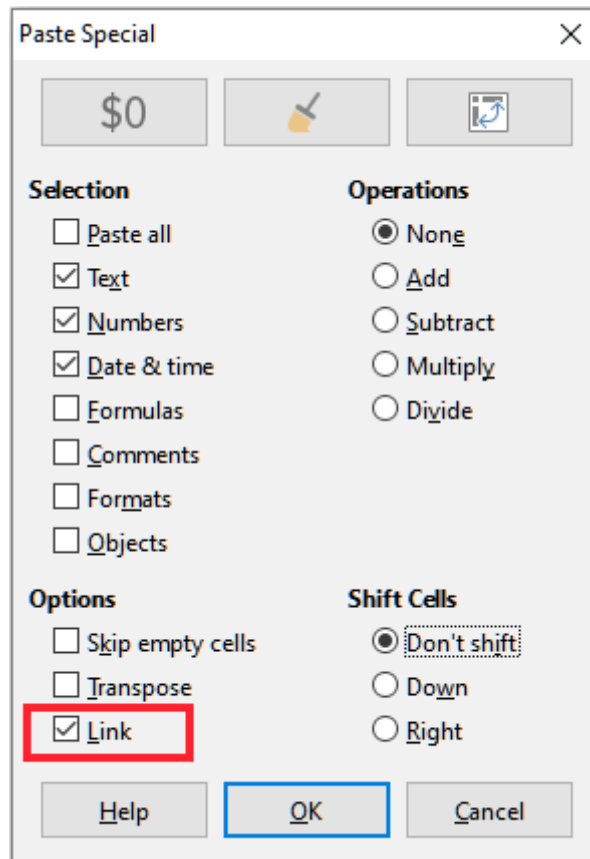 Paste Special
$0
Selection
Paste all
Text
Numbers
Date & time
Formulas
Comments
Formats
Objects
Operations
None
Add
Subtract
Multiply
Divide
Options
Skip empty cells
Transpose
Link
Shift Cells
Don't shift
Down
Right
Help
OK
Cancel